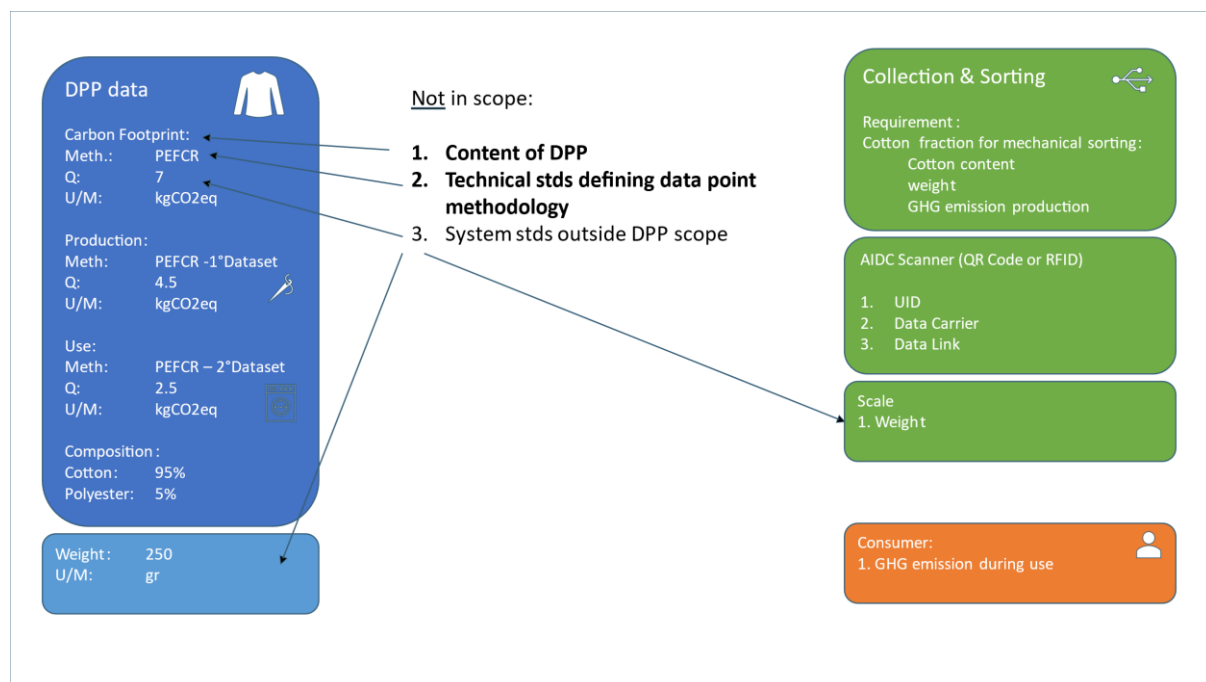 DPP data
Carbon Footprint:
Meth.: PEFCR
Q: 7
U/M: kgCO2eq
Production:
Meth: PEFCR -1°Dataset
Q: 4.5
U/M: kgCO2eq
Use:
Meth: PEFCR – 2°Dataset
Q: 2.5
U/M: kgCO2eq
Composition:
Cotton: 95%
Polyester: 5%
Weight: 250
U/M: gr
Not in scope:
1. Content of DPP
2. Technical stds defining data point
methodology
3. System stds outside DPP scope
Collection & Sorting
Requirement :
Cotton fraction for mechanical sorting:
Cotton content
weight
GHG emission production
AIDC Scanner (QR Code or RFID)
1. UID
2. Data Carrier
3. Data Link
Scale
1. Weight
Consumer:
1. GHG emission during use